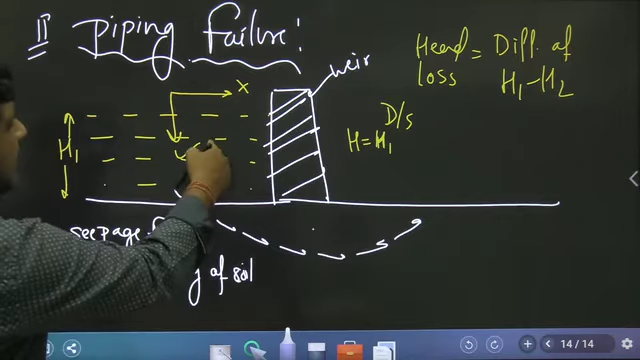 II Piping Failure:
Head loss = Diff. of H1-H2
weir
X
D/s
H1
H=H1
seepage
of soil
14/14